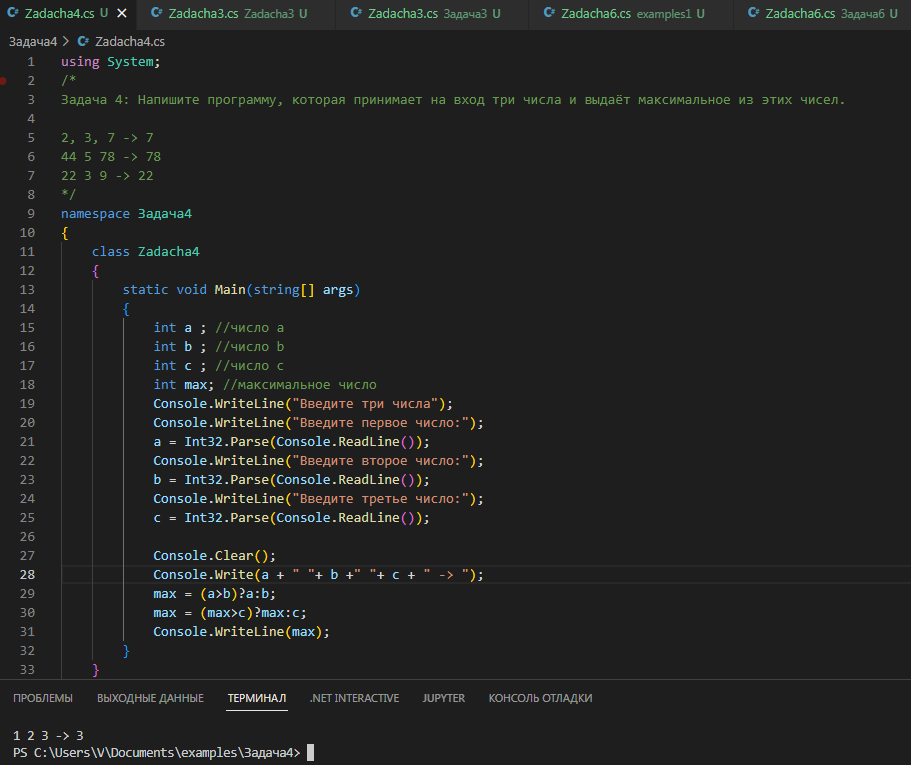 Zadacha4.cs U
Zadacha3.cs Zadacha3 U
Zadacha3.cs Задача3 U
Zadacha6.cs examples1 U
Zadacha6.cs Задача6 U
Задача4 > Zadacha4.cs
1 using System;
2 /*
3 Задача 4: Напишите программу, которая принимает на вход три числа и выдаёт максимальное из этих чисел.
4
5 2, 3, 7 -> 7
6 44 5 78 -> 78
7 22 3 9 -> 22
8 */
9 namespace Задача4
10 {
11 class Zadacha4
12 {
13 static void Main(string[] args)
14 {
15 int a ; //число a
16 int b ; //число b
17 int c ; //число c
18 int max; //максимальное число
19 Console.WriteLine("Введите три числа");
20 Console.WriteLine("Введите первое число:");
21 a = Int32.Parse(Console.ReadLine());
22 Console.WriteLine("Введите второе число:");
23 b = Int32.Parse(Console.ReadLine());
24 Console.WriteLine("Введите третье число:");
25 c = Int32.Parse(Console.ReadLine());
26
27 Console.Clear();
28 Console.Write(a + " "+ b +" "+ c + " -> ");
29 max = (a>b)?a:b;
30 max = (max>c)?max:c;
31 Console.WriteLine(max);
32 }
33 }
ПРОБЛЕМЫ ВЫХОДНЫЕ ДАННЫЕ ТЕРМИНАЛ .NET INTERACTIVE JUPYTER КОНСОЛЬ ОТЛАДКИ
1 2 3 -> 3
PS C:\Users\V\Documents\examples\Задача4>